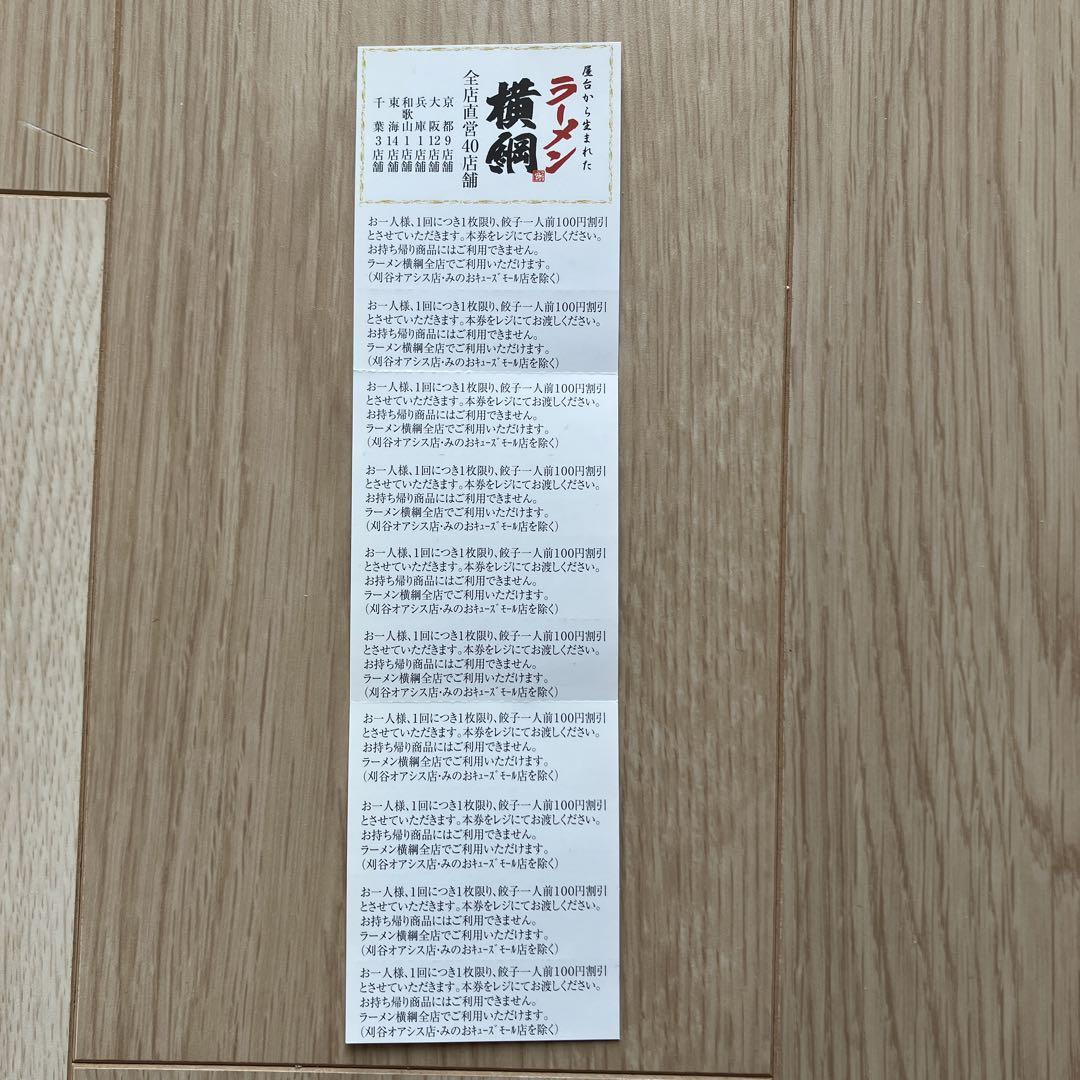 屋台から生まれた
ラーメン
横綱
全店直営40店舗
京都9店舗
大阪12店舗
兵庫1店舗
和歌山1店舗
東海14店舗
千葉3店舗
お一人様、1回につき1枚限り、餃子一人前100円割引
とさせていただきます。本券をレジにてお渡しください。
お持ち帰り商品にはご利用できません。
ラーメン横綱全店でご利用いただけます。
(刈谷オアシス店・みのおキューズモール店を除く)
お一人様、1回につき1枚限り、餃子一人前100円割引
とさせていただきます。本券をレジにてお渡しください。
お持ち帰り商品にはご利用できません。
ラーメン横綱全店でご利用いただけます。
(刈谷オアシス店・みのおキューズモール店を除く)
お一人様、1回につき1枚限り、餃子一人前100円割引
とさせていただきます。本券をレジにてお渡しください。
お持ち帰り商品にはご利用できません。
ラーメン横綱全店でご利用いただけます。
(刈谷オアシス店・みのおキューズモール店を除く)
お一人様、1回につき1枚限り、餃子一人前100円割引
とさせていただきます。本券をレジにてお渡しください。
お持ち帰り商品にはご利用できません。
ラーメン横綱全店でご利用いただけます。
(刈谷オアシス店・みのおキューズモール店を除く)
お一人様、1回につき1枚限り、餃子一人前100円割引
とさせていただきます。本券をレジにてお渡しください。
お持ち帰り商品にはご利用できません。
ラーメン横綱全店でご利用いただけます。
(刈谷オアシス店・みのおキューズモール店を除く)
お一人様、1回につき1枚限り、餃子一人前100円割引
とさせていただきます。本券をレジにてお渡しください。
お持ち帰り商品にはご利用できません。
ラーメン横綱全店でご利用いただけます。
(刈谷オアシス店・みのおキューズモール店を除く)
お一人様、1回につき1枚限り、餃子一人前100円割引
とさせていただきます。本券をレジにてお渡しください。
お持ち帰り商品にはご利用できません。
ラーメン横綱全店でご利用いただけます。
(刈谷オアシス店・みのおキューズモール店を除く)
お一人様、1回につき1枚限り、餃子一人前100円割引
とさせていただきます。本券をレジにてお渡しください。
お持ち帰り商品にはご利用できません。
ラーメン横綱全店でご利用いただけます。
(刈谷オアシス店・みのおキューズモール店を除く)
お一人様、1回につき1枚限り、餃子一人前100円割引
とさせていただきます。本券をレジにてお渡しください。
お持ち帰り商品にはご利用できません。
ラーメン横綱全店でご利用いただけます。
(刈谷オアシス店・みのおキューズモール店を除く)
お一人様、1回につき1枚限り、餃子一人前100円割引
とさせていただきます。本券をレジにてお渡しください。
お持ち帰り商品にはご利用できません。
ラーメン横綱全店でご利用いただけます。
(刈谷オアシス店・みのおキューズモール店を除く)